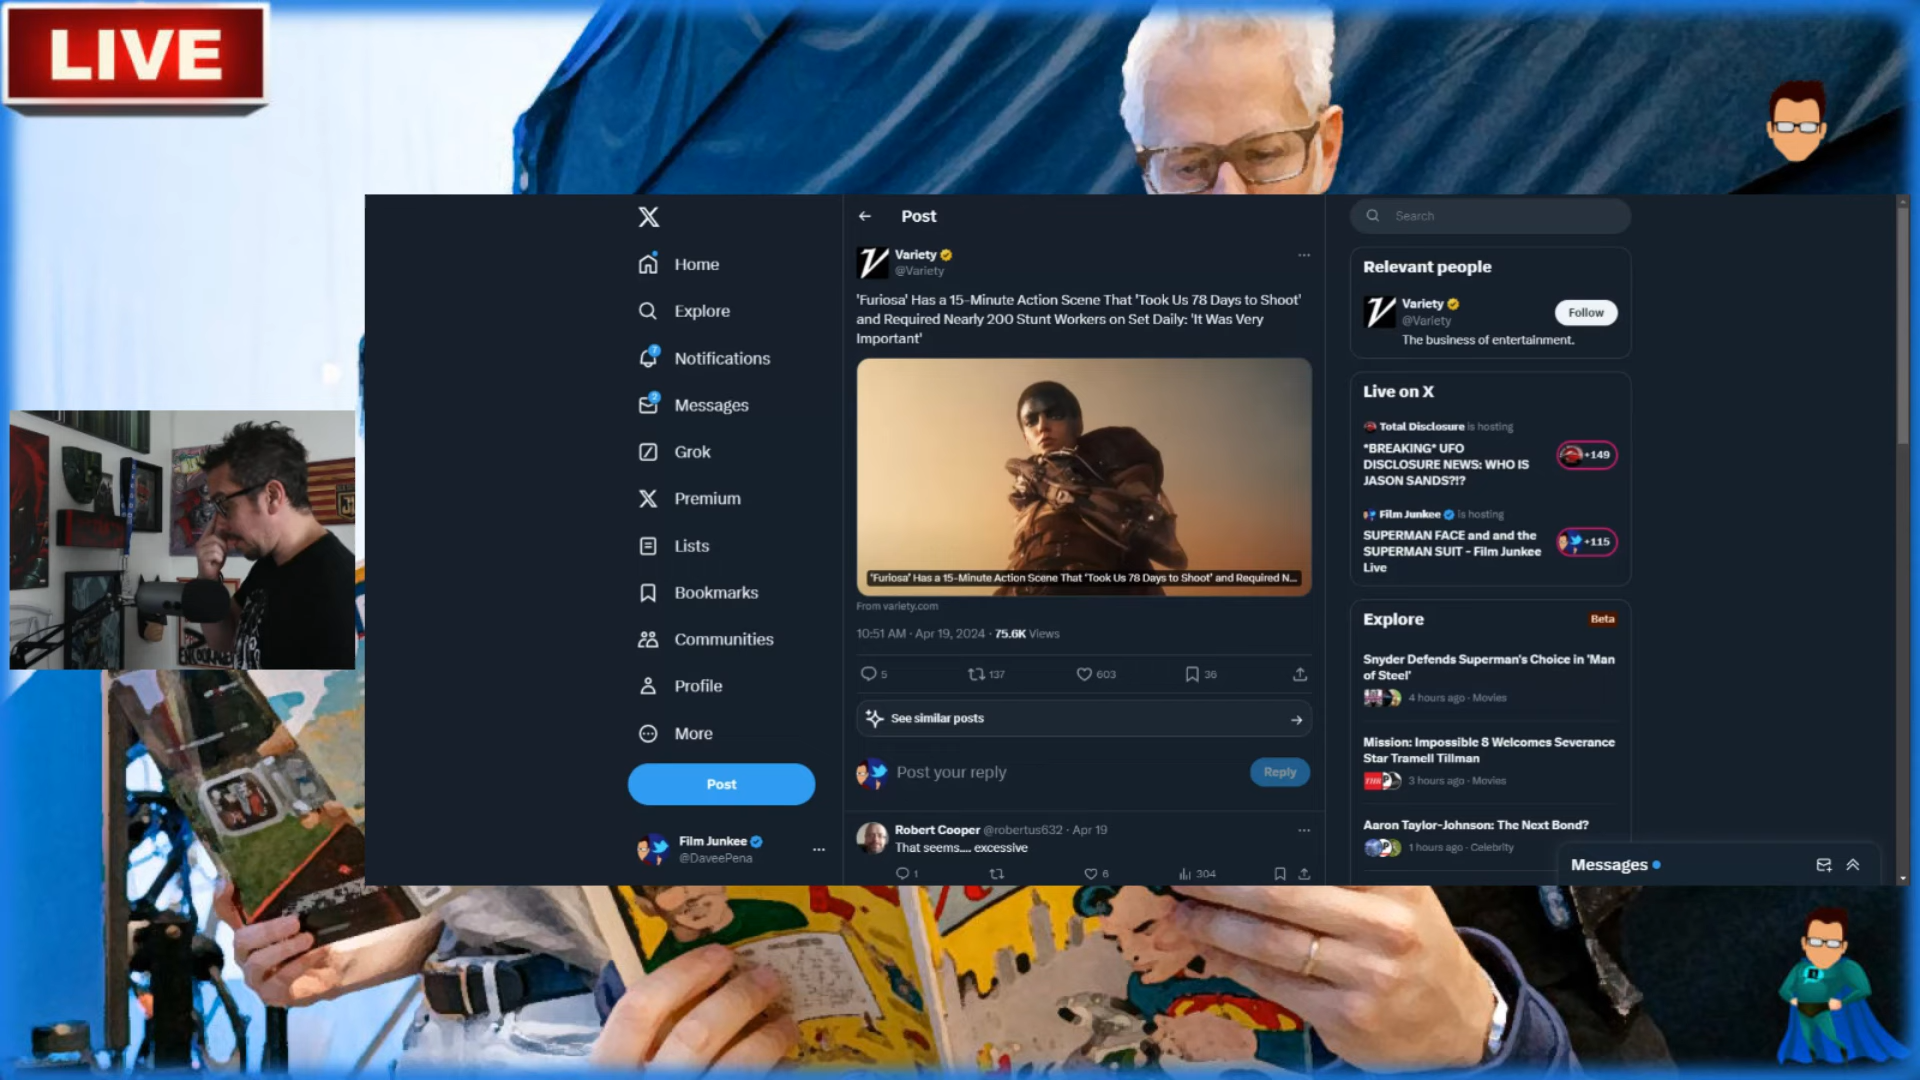 LIVE
X
Home
Explore
7
Notifications
2
Messages
Grok
Premium
Lists
Bookmarks
Communities
Profile
More
Post
Film Junkee
@DaveePena
Post
Variety
@Variety
'Furiosa' Has a 15-Minute Action Scene That 'Took Us 78 Days to Shoot'
and Required Nearly 200 Stunt Workers on Set Daily: 'It Was Very
Important'
'Furiosa' Has a 15-Minute Action Scene That 'Took Us 78 Days to Shoot' and Required N...
From variety.com
10:51 AM · Apr 19, 2024 · 75.6K Views
5 137 603 36
See similar posts
Post your reply
Reply
Robert Cooper @robertus632 · Apr 19
That seems.... excessive
1 6 304
Search
Relevant people
Variety
@Variety
Follow
The business of entertainment.
Live on X
Total Disclosure is hosting
*BREAKING* UFO
DISCLOSURE NEWS: WHO IS
JASON SANDS?!?
+149
Film Junkee is hosting
SUPERMAN FACE and and the
SUPERMAN SUIT - Film Junkee
Live
+115
Explore
Beta
Snyder Defends Superman's Choice in 'Man
of Steel'
4 hours ago · Movies
Mission: Impossible 8 Welcomes Severance
Star Tramell Tillman
3 hours ago · Movies
Aaron Taylor-Johnson: The Next Bond?
1 hours ago · Celebrity
Messages